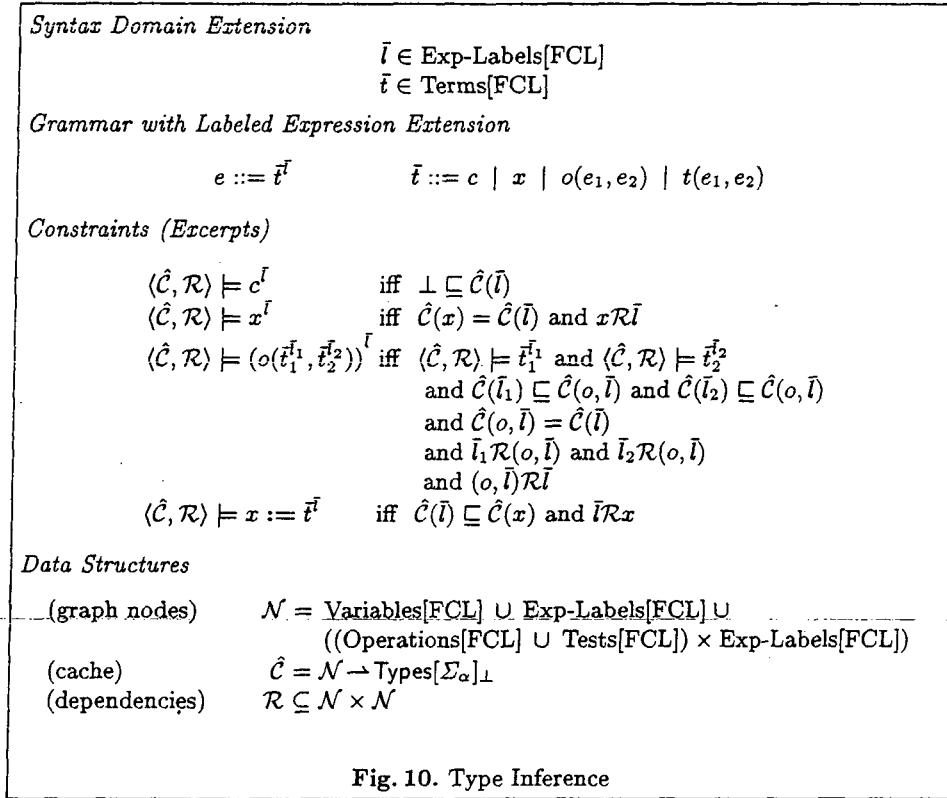 Syntax Domain Extension
l̄ ∈ Exp-Labels[FCL]
t̄ ∈ Terms[FCL]
Grammar with Labeled Expression Extension
e ::= t̄^l̄ t̄ ::= c | x | o(e₁, e₂) | t(e₁, e₂)
Constraints (Excerpts)
⟨Ĉ, R⟩ ⊨ c^l̄ iff ⊥ ⊑ Ĉ(l̄)
⟨Ĉ, R⟩ ⊨ x^l̄ iff Ĉ(x) = Ĉ(l̄) and xRl̄
⟨Ĉ, R⟩ ⊨ (o(t̄₁^l̄₁, t̄₂^l̄₂))^l̄ iff ⟨Ĉ, R⟩ ⊨ t̄₁^l̄₁ and ⟨Ĉ, R⟩ ⊨ t̄₂^l̄₂
and Ĉ(l̄₁) ⊑ Ĉ(o, l̄) and Ĉ(l̄₂) ⊑ Ĉ(o, l̄)
and Ĉ(o, l̄) = Ĉ(l̄)
and l̄₁R(o, l̄) and l̄₂R(o, l̄)
and (o, l̄)Rl̄
⟨Ĉ, R⟩ ⊨ x := t̄^l̄ iff Ĉ(l̄) ⊑ Ĉ(x) and l̄Rx
Data Structures
(graph nodes) N = Variables[FCL] ∪ Exp-Labels[FCL] ∪
((Operations[FCL] ∪ Tests[FCL]) × Exp-Labels[FCL])
(cache) Ĉ = N ⇀ Types[Σ_α]_⊥
(dependencies) R ⊆ N × N
Fig. 10. Type Inference